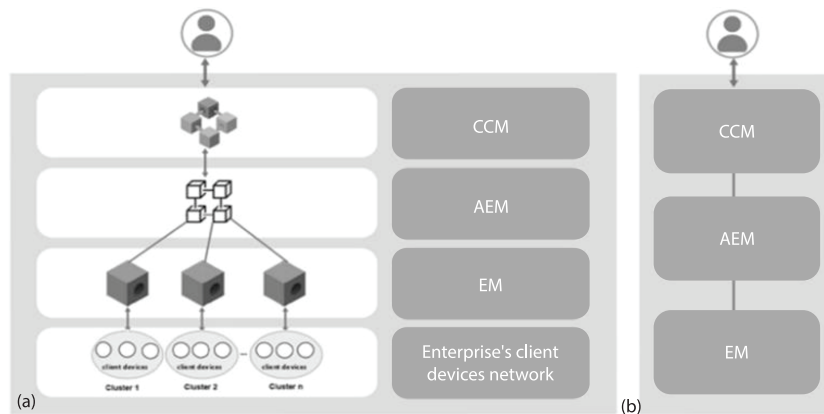 CCM
AEM
EM
client devices
client devices
client devices
Cluster 1
Cluster 2
Cluster n
Enterprise's client
devices network
(a)
CCM
AEM
EM
(b)